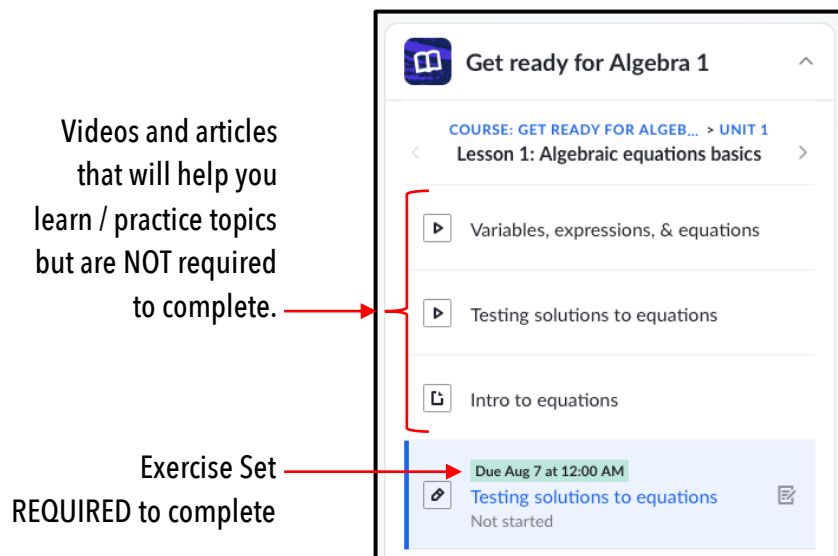 Get ready for Algebra 1
COURSE: GET READY FOR ALGEB... > UNIT 1
Lesson 1: Algebraic equations basics
Videos and articles
that will help you
learn / practice topics
but are NOT required
to complete.
Variables, expressions, & equations
Testing solutions to equations
Intro to equations
Exercise Set
REQUIRED to complete
Due Aug 7 at 12:00 AM
Testing solutions to equations
Not started